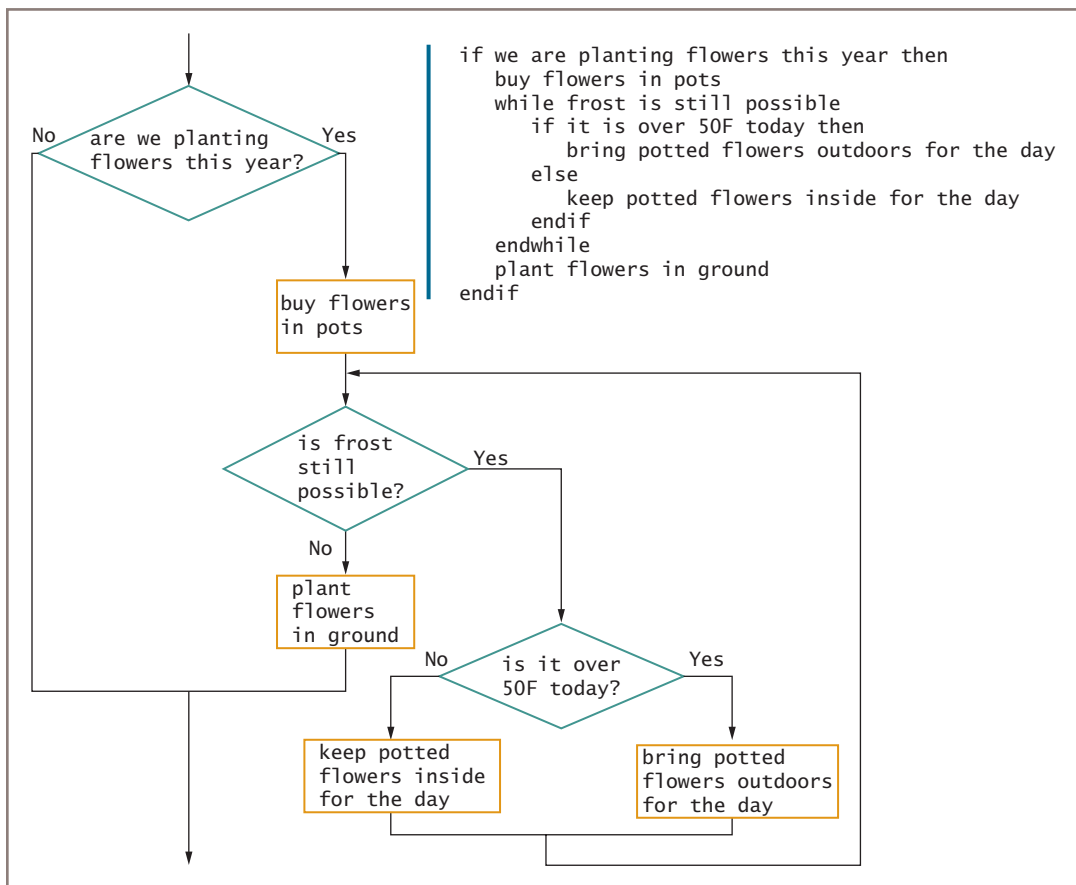 if we are planting flowers this year then
buy flowers in pots
while frost is still possible
if it is over 50F today then
bring potted flowers outdoors for the day
else
keep potted flowers inside for the day
endif
endwhile
plant flowers in ground
endif
No
are we planting
flowers this year?
Yes
buy flowers
in pots
is frost
still
possible?
Yes
No
plant
flowers
in ground
No
is it over
50F today?
Yes
keep potted
flowers inside
for the day
bring potted
flowers outdoors
for the day